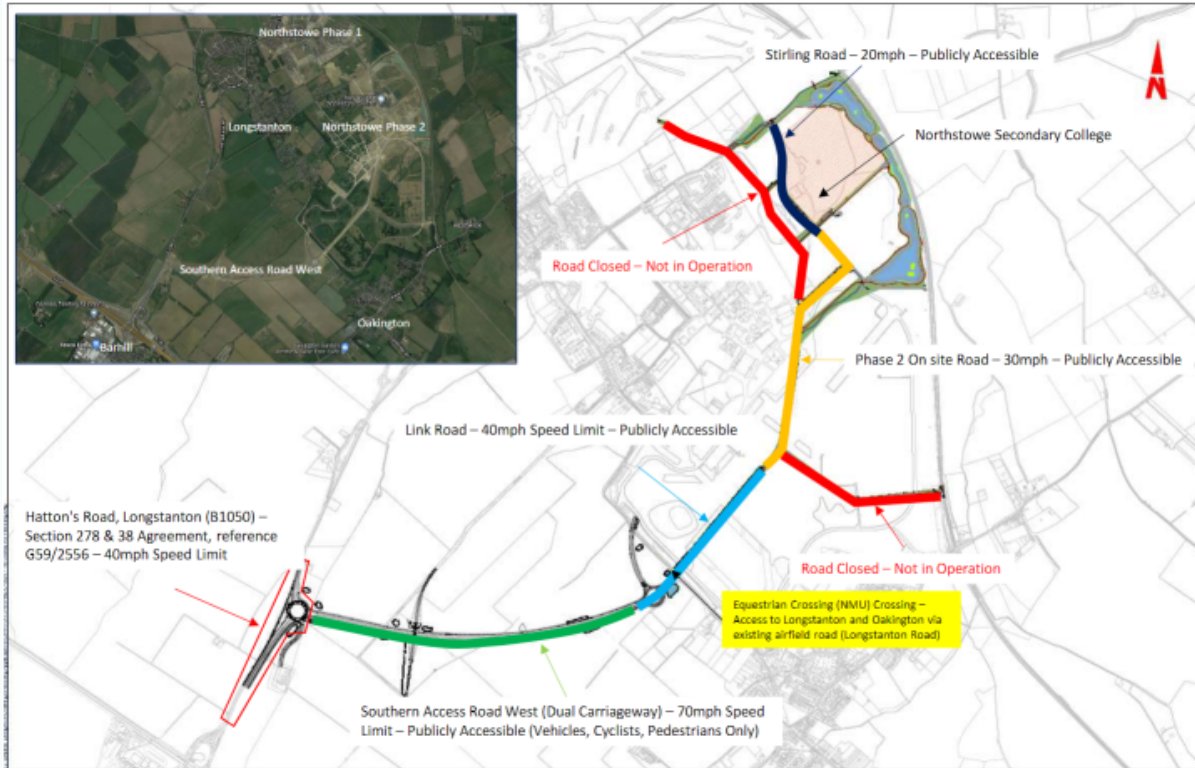 Northstowe Phase 1
Longstanton
Northstowe Phase 2
Southern Access Road West
Oakington
Barhill
Stirling Road – 20mph – Publicly Accessible
N
Northstowe Secondary College
Road Closed – Not in Operation
Phase 2 On site Road – 30mph – Publicly Accessible
Link Road – 40mph Speed Limit – Publicly Accessible
Hatton's Road, Longstanton (B1050) –
Section 278 & 38 Agreement, reference
G59/2556 – 40mph Speed Limit
Road Closed – Not in Operation
Equestrian Crossing (NMU) Crossing –
Access to Longstanton and Oakington via
existing airfield road (Longstanton Road)
Southern Access Road West (Dual Carriageway) – 70mph Speed
Limit – Publicly Accessible (Vehicles, Cyclists, Pedestrians Only)